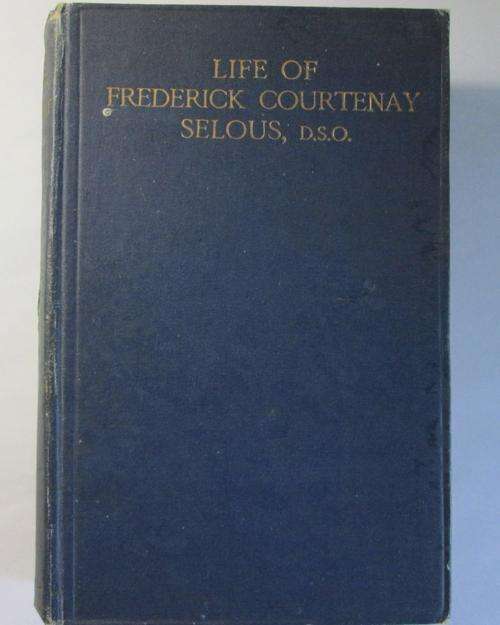 LIFE OF
FREDERICK COURTENAY
SELOUS, D.S.O.